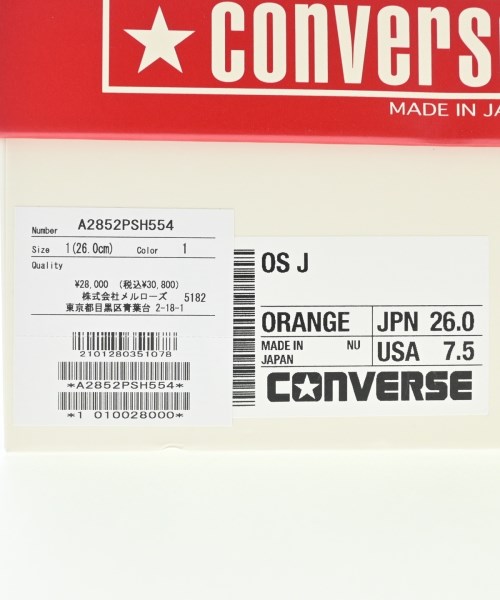 CONVERS
MADE IN JA
Number A2852PSH554
Size 1(26.0cm) Color 1
Quality
¥28,000 (税込¥30,800)
株式会社メルローズ 5182
東京都目黒区青葉台 2-18-1
2101280351078
*A2852PSH554*
*1 010028000*
OS J
ORANGE JPN 26.0
MADE IN JAPAN NU USA 7.5
CONVERSE